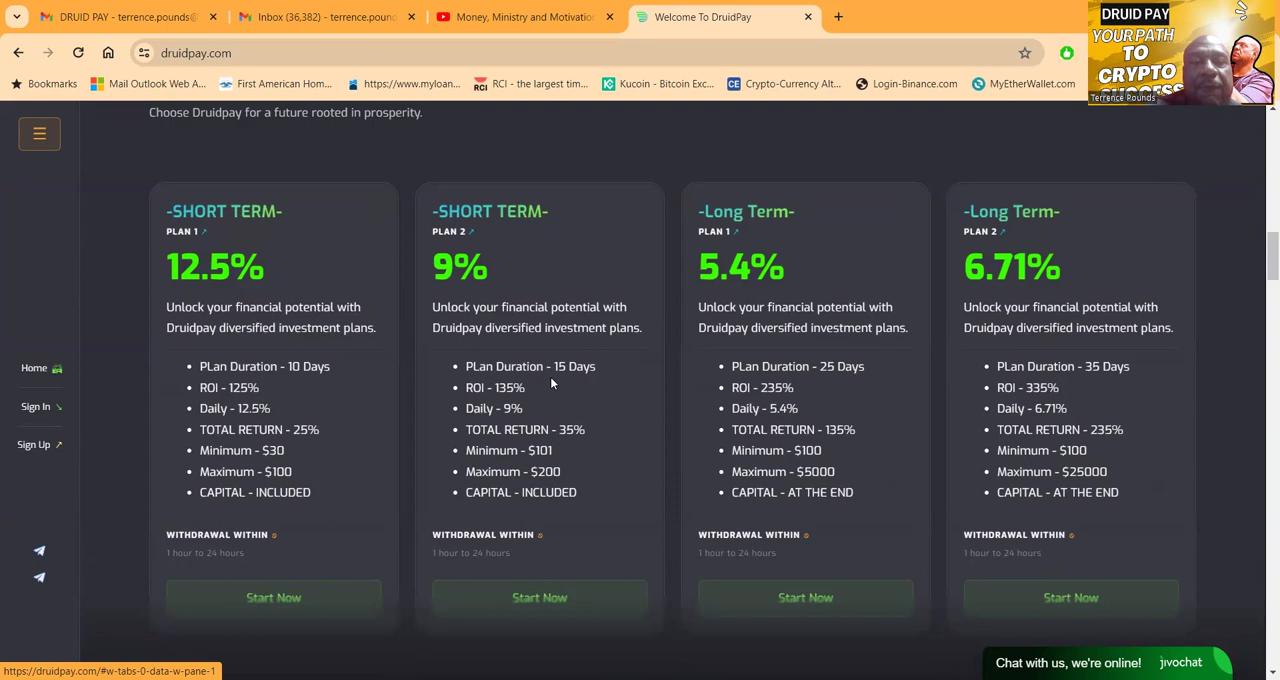 DRUID PAY - terrence.pounds@
Inbox (36,382) - terrence.poun
Money, Ministry and Motivatio
Welcome To DruidPay
druidpay.com
Bookmarks
Mail Outlook Web A...
First American Hom...
https://www.myloan...
RCI - the largest tim...
Kucoin - Bitcoin Exc...
Crypto-Currency Alt...
Login-Binance.com
MyEtherWallet.com
DRUID PAY
YOUR PATH
TO
CRYPTO
SUCCESS
Terrence Pounds
Choose Druidpay for a future rooted in prosperity.
-SHORT TERM-
PLAN 1
12.5%
Unlock your financial potential with
Druidpay diversified investment plans.
PLan Duration - 10 Days
ROI - 125%
Daily - 12.5%
TOTAL RETURN - 25%
Minimum - $30
Maximum - $100
CAPITAL - INCLUDED
WITHDRAWAL WITHIN
1 hour to 24 hours
Start Now
-SHORT TERM-
PLAN 2
9%
Unlock your financial potential with
Druidpay diversified investment plans.
PLan Duration - 15 Days
ROI - 135%
Daily - 9%
TOTAL RETURN - 35%
Minimum - $101
Maximum - $200
CAPITAL - INCLUDED
WITHDRAWAL WITHIN
1 hour to 24 hours
Start Now
-Long Term-
PLAN 1
5.4%
Unlock your financial potential with
Druidpay diversified investment plans.
PLan Duration - 25 Days
ROI - 235%
Daily - 5.4%
TOTAL RETURN - 135%
Minimum - $100
Maximum - $5000
CAPITAL - AT THE END
WITHDRAWAL WITHIN
1 hour to 24 hours
Start Now
-Long Term-
PLAN 2
6.71%
Unlock your financial potential with
Druidpay diversified investment plans.
PLan Duration - 35 Days
ROI - 335%
Daily - 6.71%
TOTAL RETURN - 235%
Minimum - $100
Maximum - $25000
CAPITAL - AT THE END
WITHDRAWAL WITHIN
1 hour to 24 hours
Start Now
Home
Sign In
Sign Up
Chat with us, we're online! jivochat
https://druidpay.com/#w-tabs-0-data-w-pane-1